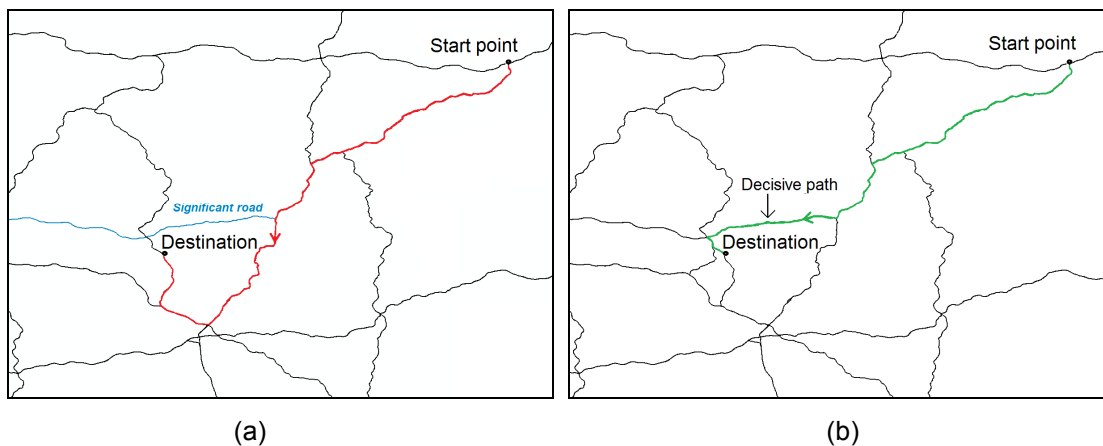 Start point
Significant road
Destination
(a)
Start point
Decisive path
Destination
(b)